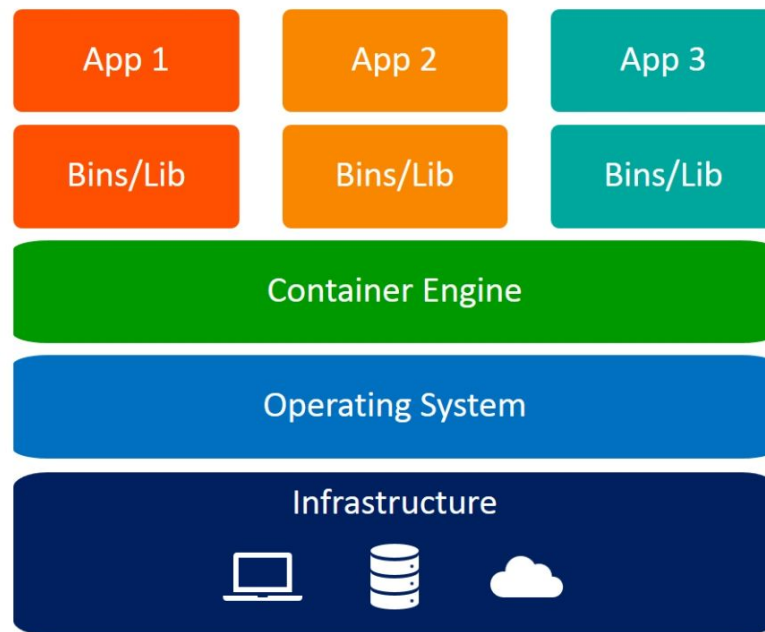 App 1
App 2
App 3
Bins/Lib
Bins/Lib
Bins/Lib
Container Engine
Operating System
Infrastructure